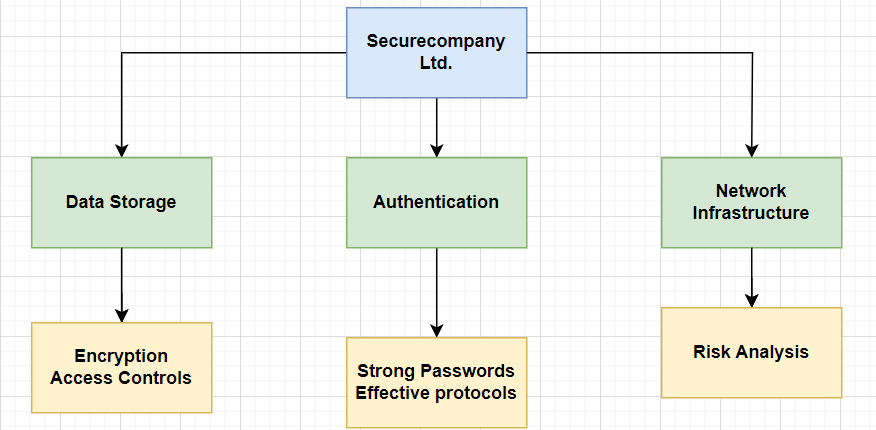 Securecompany
Ltd.
Data Storage
Authentication
Network
Infrastructure
Encryption
Access Controls
Strong Passwords
Effective protocols
Risk Analysis